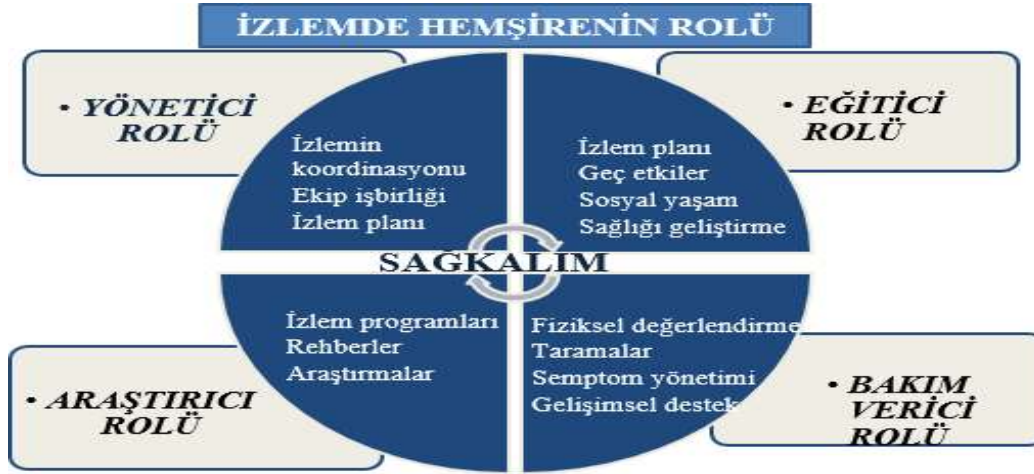 İZLEMDE HEMŞİRENİN ROLÜ
• YÖNETİCİ
ROLÜ
İzlemin
koordinasyonu
Ekip işbirliği
İzlem planı
• EĞİTİCİ
ROLÜ
İzlem planı
Geç etkiler
Sosyal yaşam
Sağlığı geliştirme
SAĞKALIM
• ARAŞTIRICI
ROLÜ
İzlem programları
Rehberler
Araştırmalar
Fiziksel değerlendirme
Taramalar
Semptom yönetimi
Gelişimsel destek
• BAKIM
VERİCİ
ROLÜ